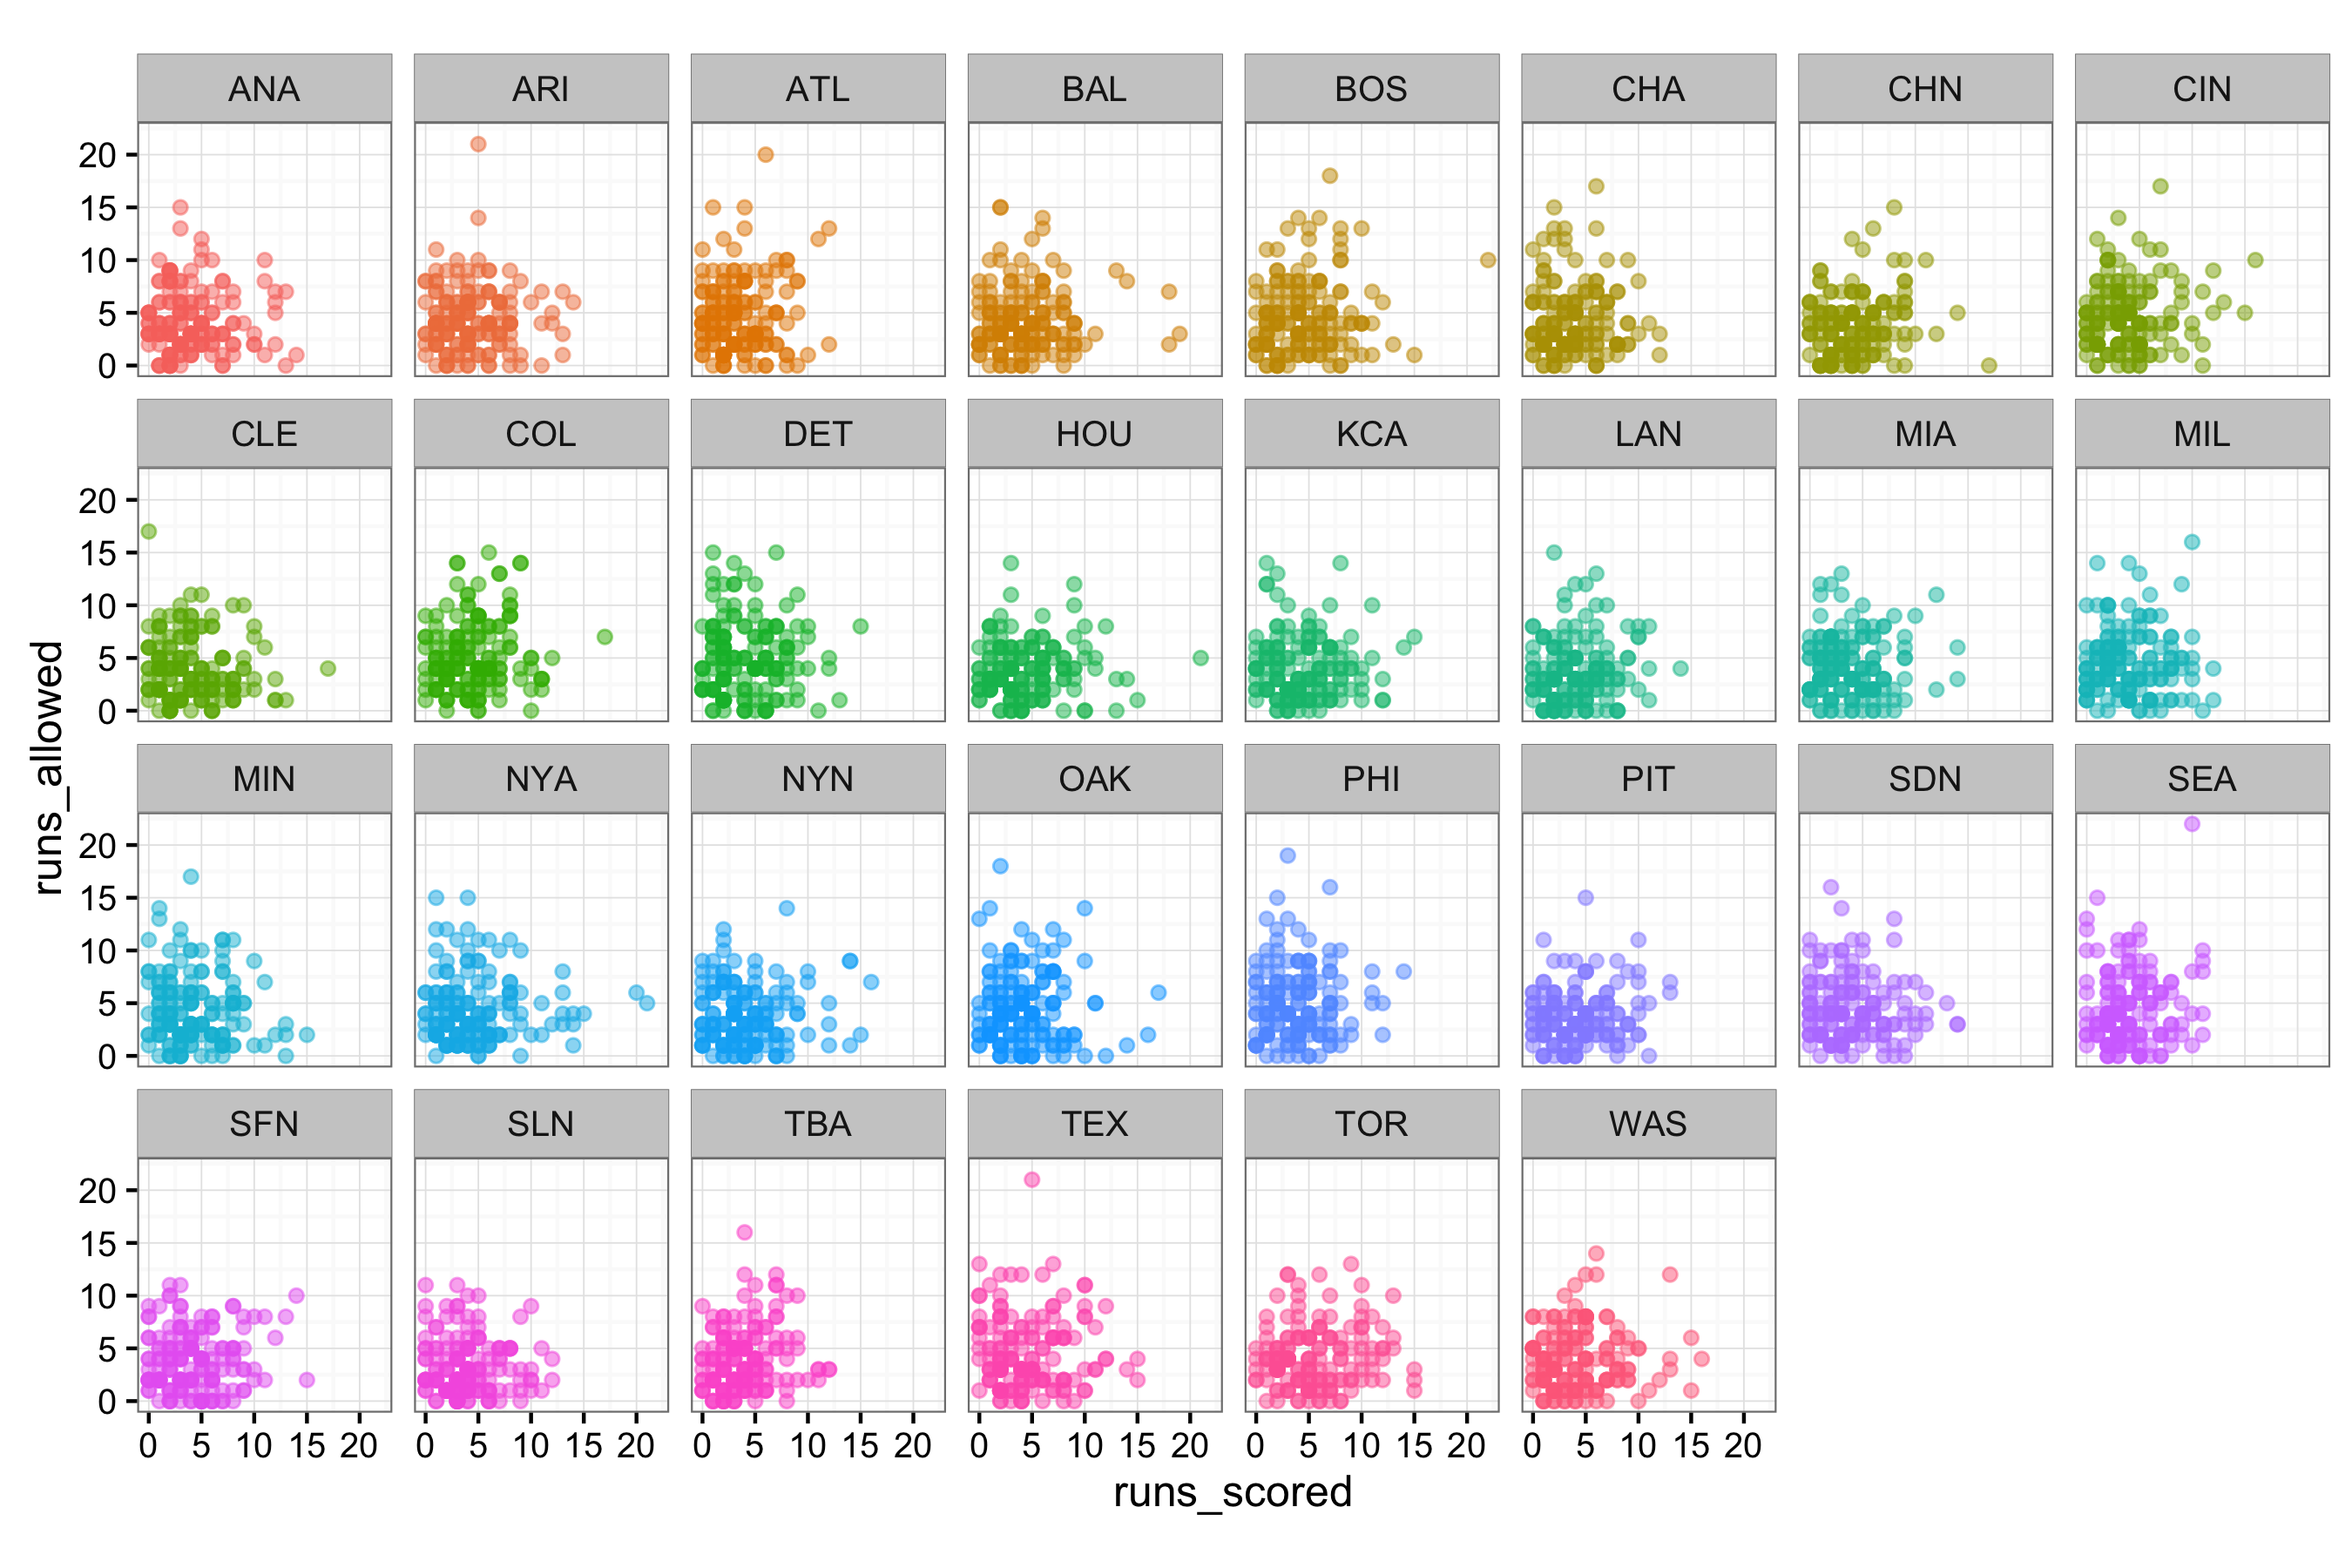 ANA ARI ATL BAL BOS CHA CHN CIN
20
15
10
5
0
CLE COL DET HOU KCA LAN MIA MIL
20
15
10
5
0
runs_allowed
MIN NYA NYN OAK PHI PIT SDN SEA
20
15
10
5
0
SFN SLN TBA TEX TOR WAS
20
15
10
5
0
0 5 10 15 20 0 5 10 15 20 0 5 10 15 20 0 5 10 15 20 0 5 10 15 20 0 5 10 15 20
runs_scored